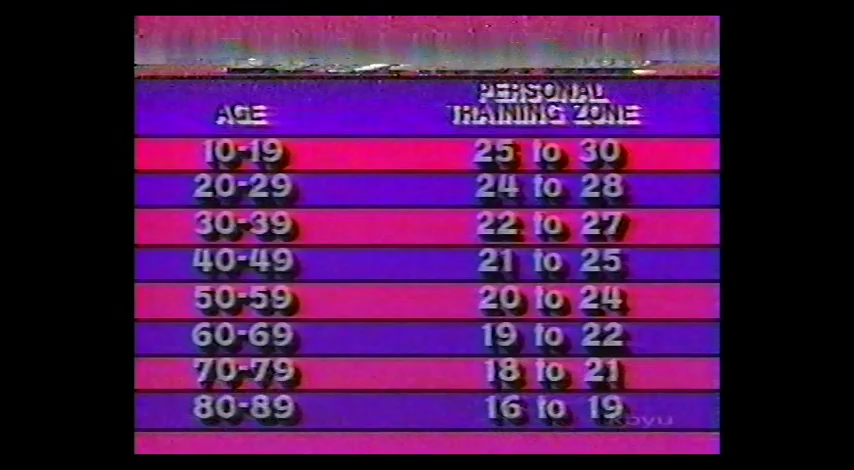 PERSONAL
AGE TRAINING ZONE
10-19 25 to 30
20-29 24 to 28
30-39 22 to 27
40-49 21 to 25
50-59 20 to 24
60-69 19 to 22
70-79 18 to 21
80-89 16 to 19